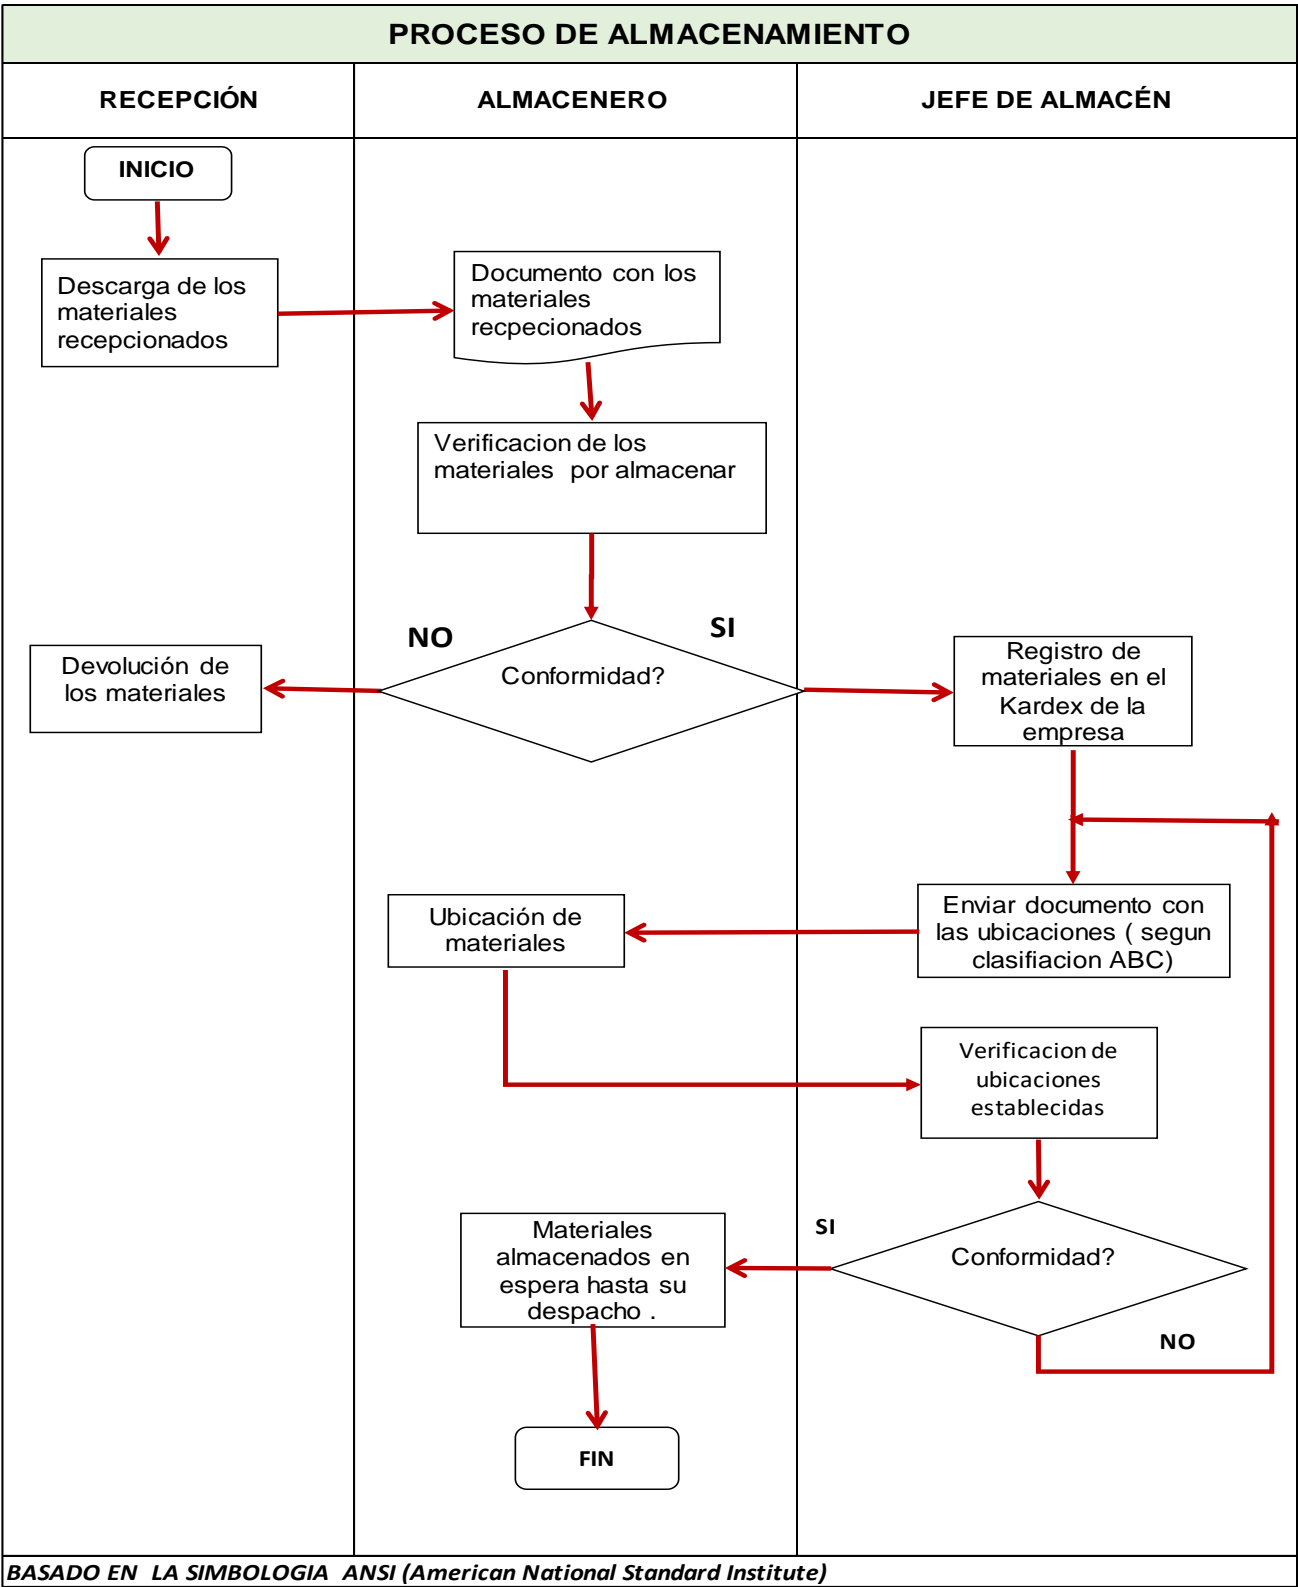 PROCESO DE ALMACENAMIENTO
RECEPCIÓN
ALMACENERO
JEFE DE ALMACÉN
INICIO
Descarga de los
materiales
recepcionados
Documento con los
materiales
recpecionados
Verificacion de los
materiales por almacenar
NO
SI
Conformidad?
Devolución de
los materiales
Registro de
materiales en el
Kardex de la
empresa
Enviar documento con
las ubicaciones ( segun
clasifiacion ABC)
Ubicación de
materiales
Verificacion de
ubicaciones
establecidas
SI
Conformidad?
NO
Materiales
almacenados en
espera hasta su
despacho .
FIN
BASADO EN LA SIMBOLOGIA ANSI (American National Standard Institute)